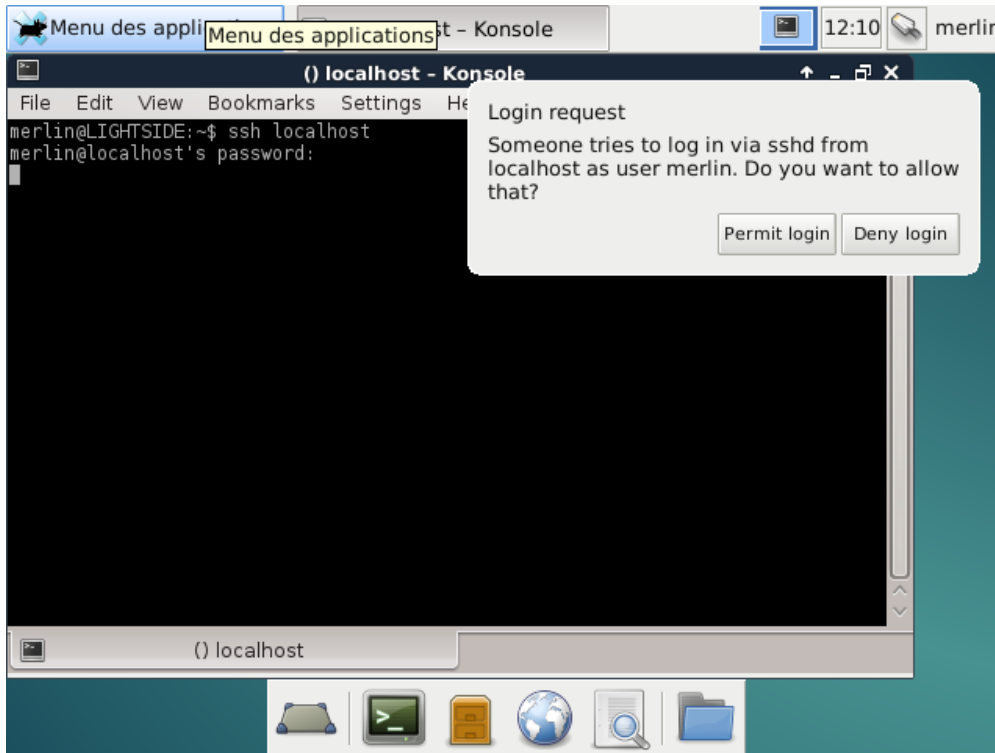 Menu des appli
Menu des applications
st – Konsole
12:10
merlin
() localhost – Konsole
File Edit View Bookmarks Settings He
merlin@LIGHTSIDE:~$ ssh localhost
merlin@localhost's password:
Login request
Someone tries to log in via sshd from
localhost as user merlin. Do you want to allow
that?
Permit login
Deny login
() localhost